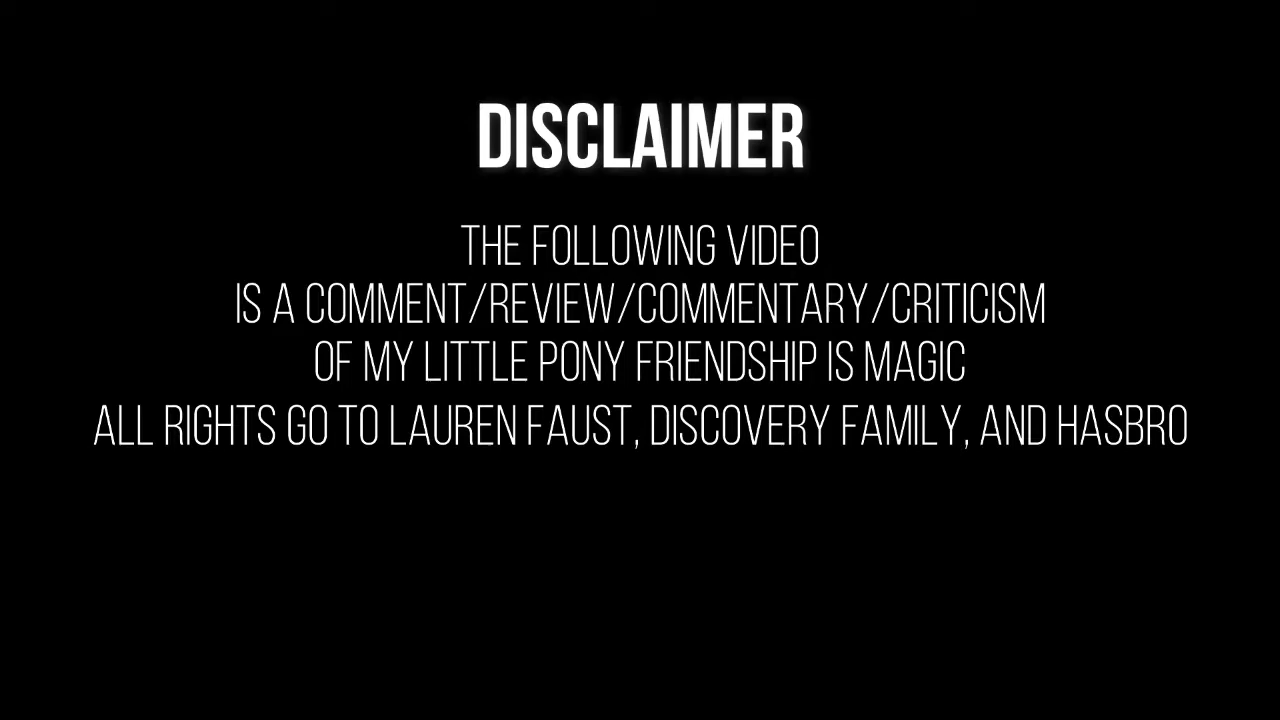 DISCLAIMER
THE FOLLOWING VIDEO
IS A COMMENT/REVIEW/COMMENTARY/CRITICISM
OF MY LITTLE PONY FRIENDSHIP IS MAGIC
ALL RIGHTS GO TO LAUREN FAUST, DISCOVERY FAMILY, AND HASBRO